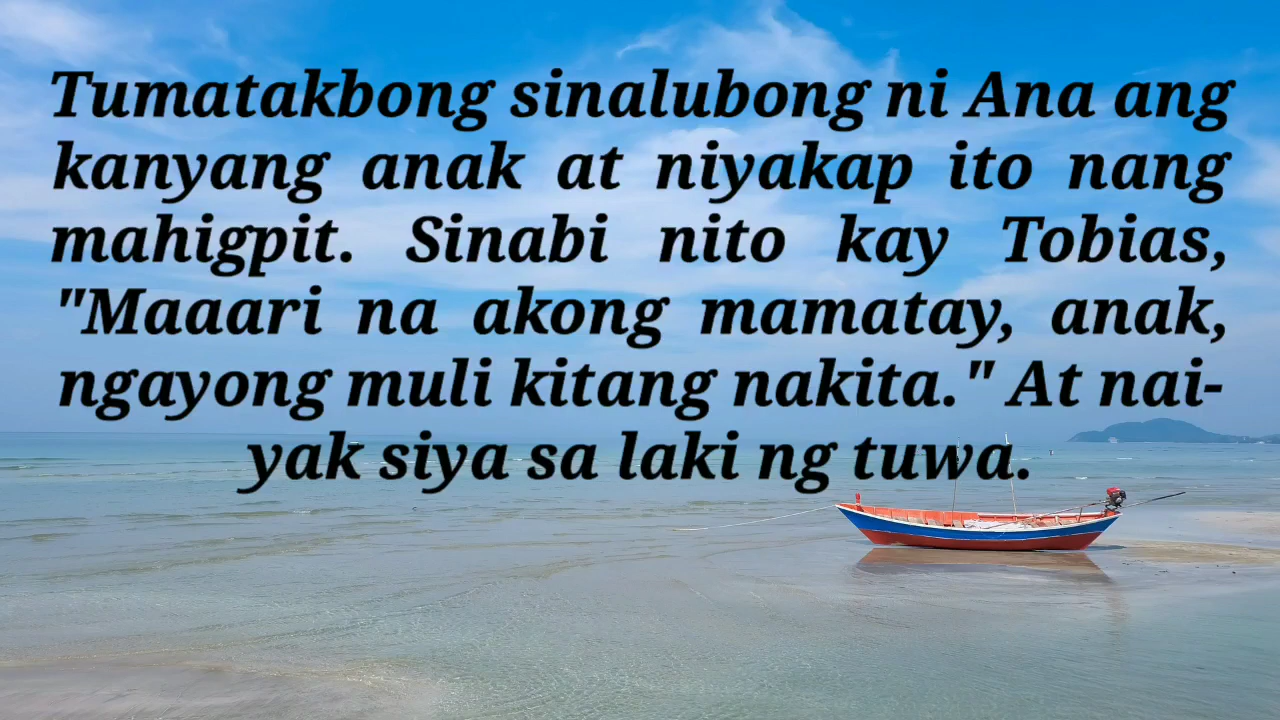 Tumatakbong sinalubong ni Ana ang
kanyang anak at niyakap ito nang
mahigpit. Sinabi nito kay Tobias,
"Maaari na akong mamatay, anak,
ngayong muli kitang nakita." At nai-
yak siya sa laki ng tuwa.